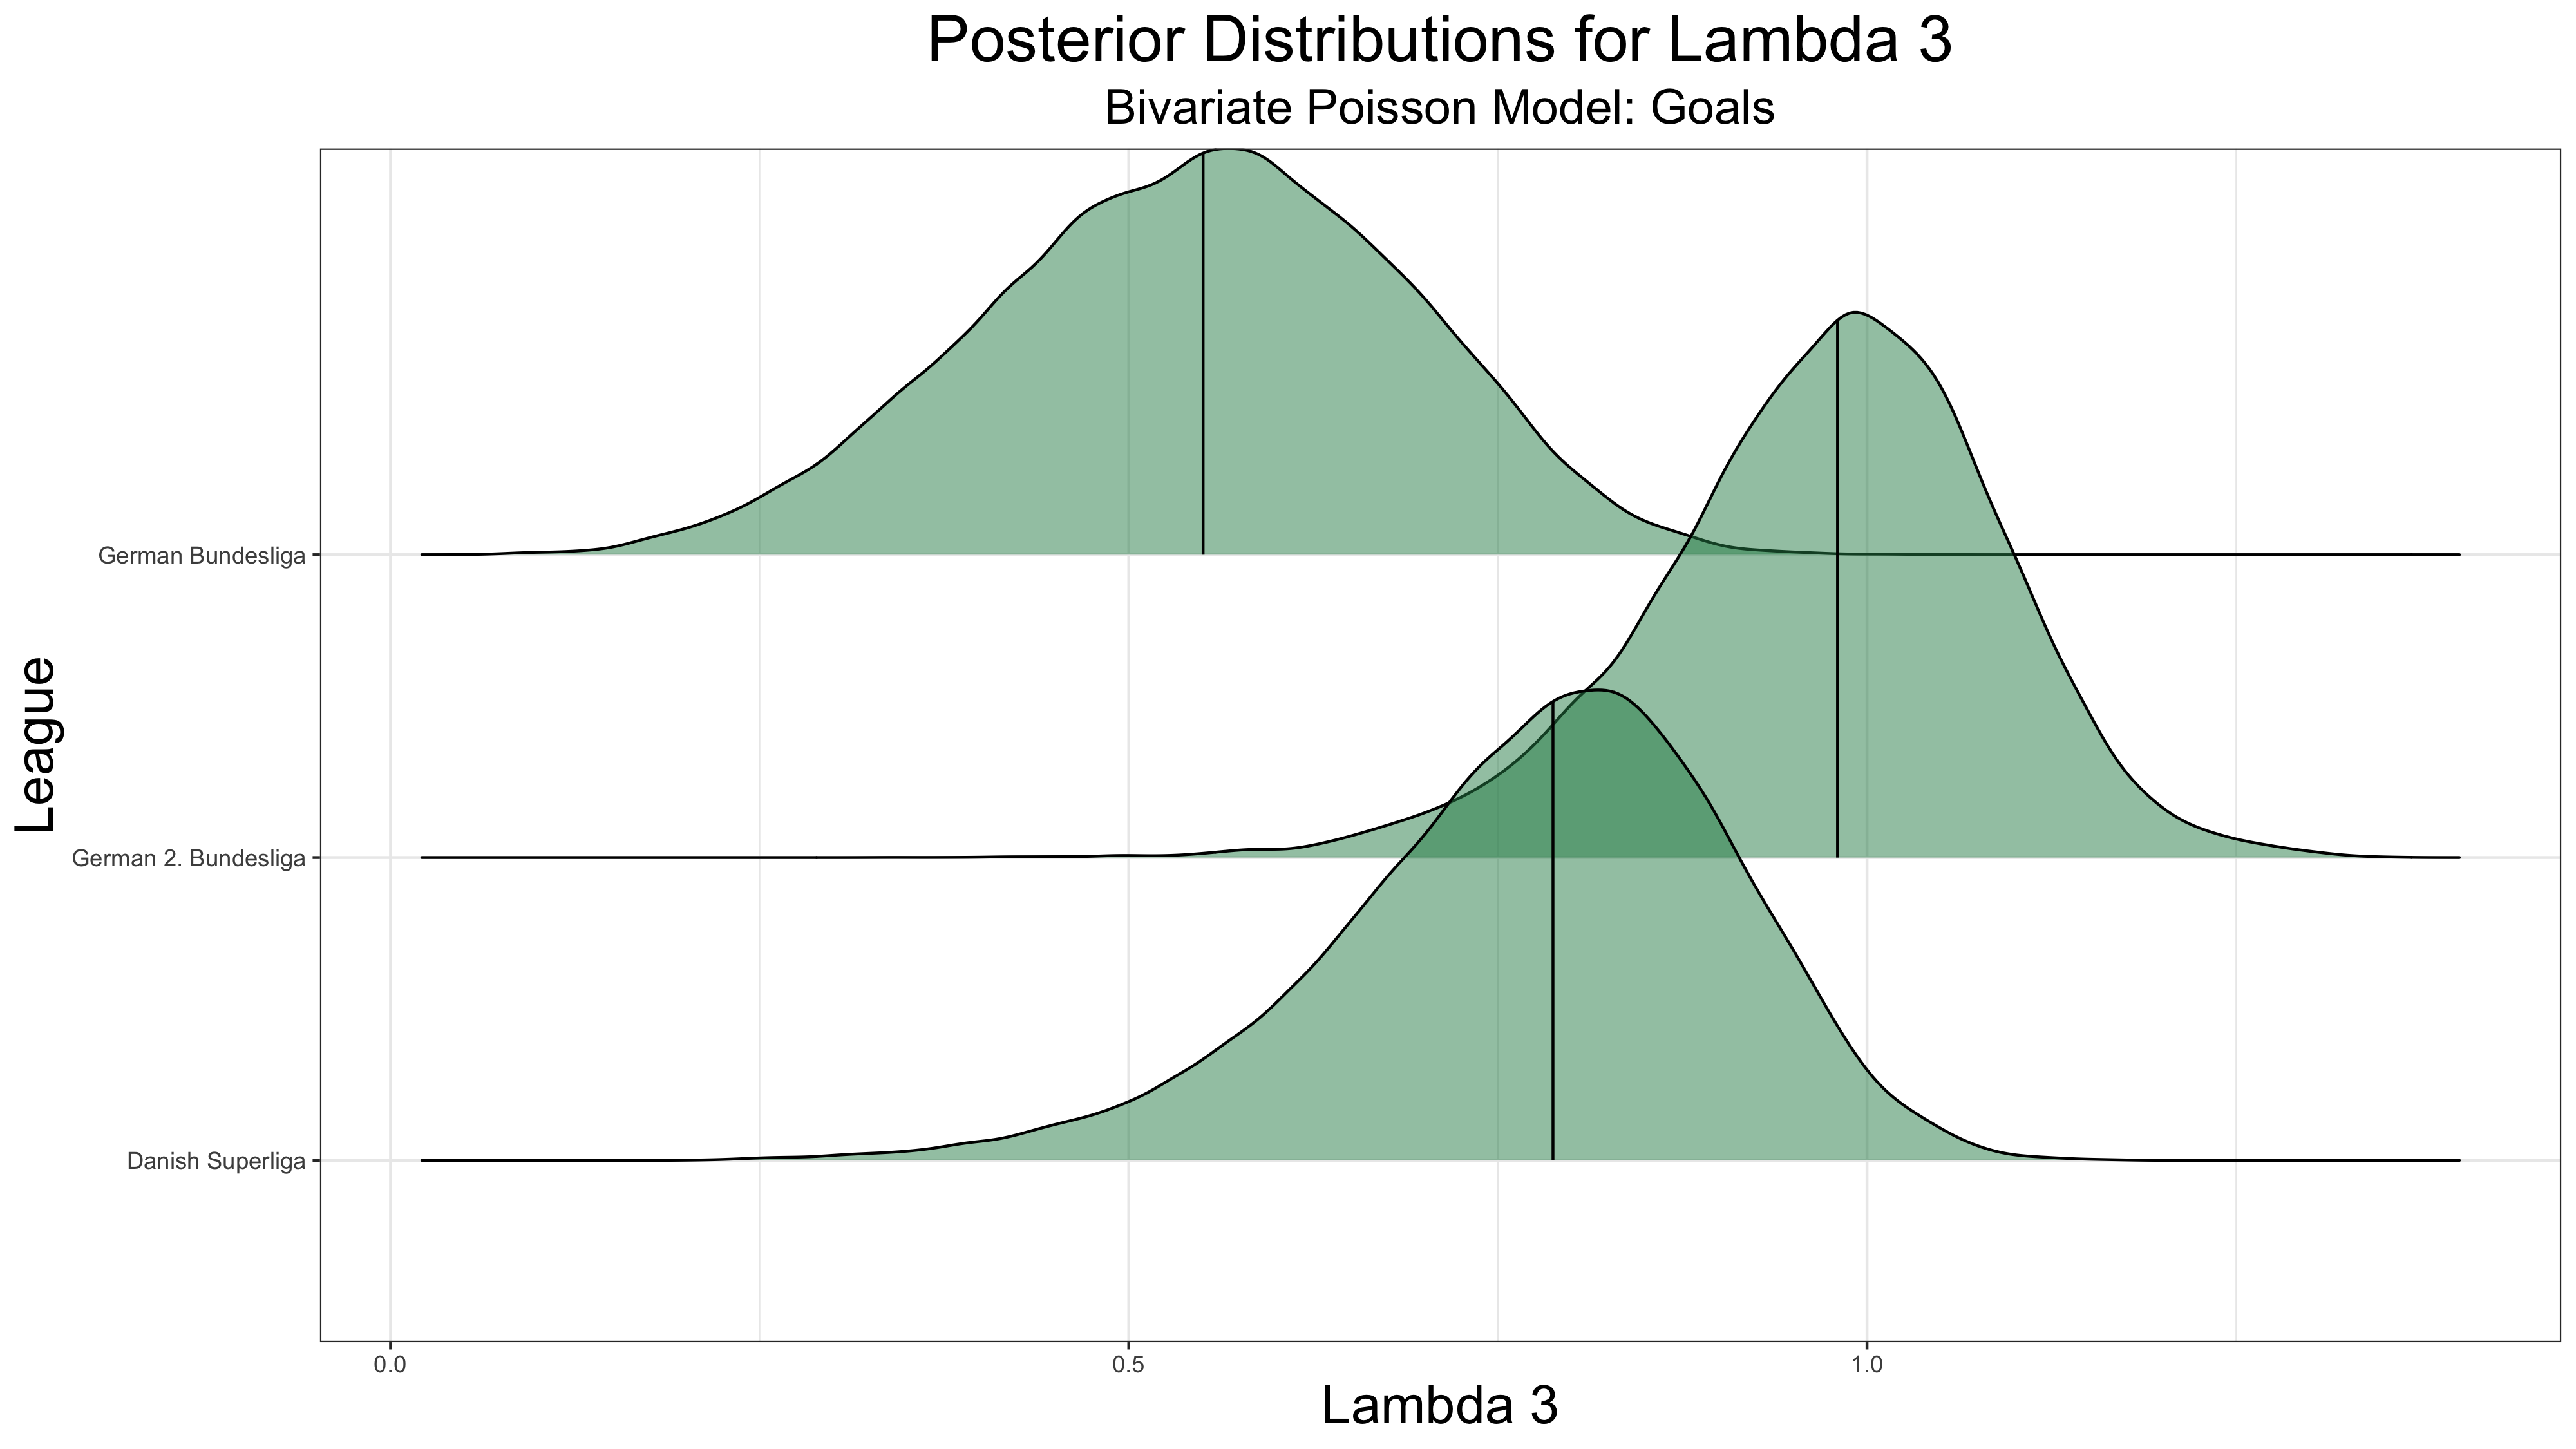 Posterior Distributions for Lambda 3
Bivariate Poisson Model: Goals
League
German Bundesliga
German 2. Bundesliga
Danish Superliga
0.0
0.5
1.0
Lambda 3